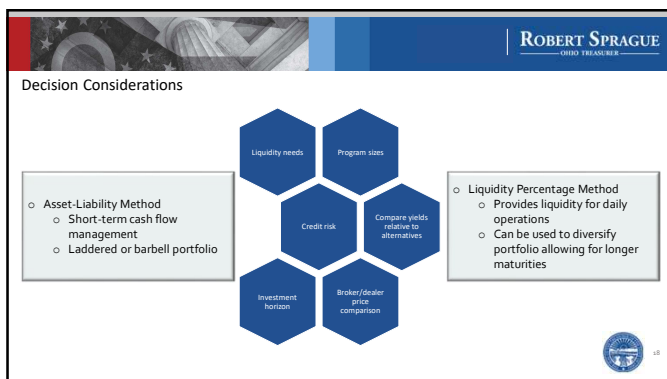 ROBERT SPRAGUE
OHIO TREASURER
Decision Considerations
Liquidity needs
Program sizes
o Asset-Liability Method
o Short-term cash flow
management
o Laddered or barbell portfolio
Credit risk
Compare yields
relative to
alternatives
o Liquidity Percentage Method
o Provides liquidity for daily
operations
o Can be used to diversify
portfolio allowing for longer
maturities
Investment
horizon
Broker/dealer
price
comparison
18